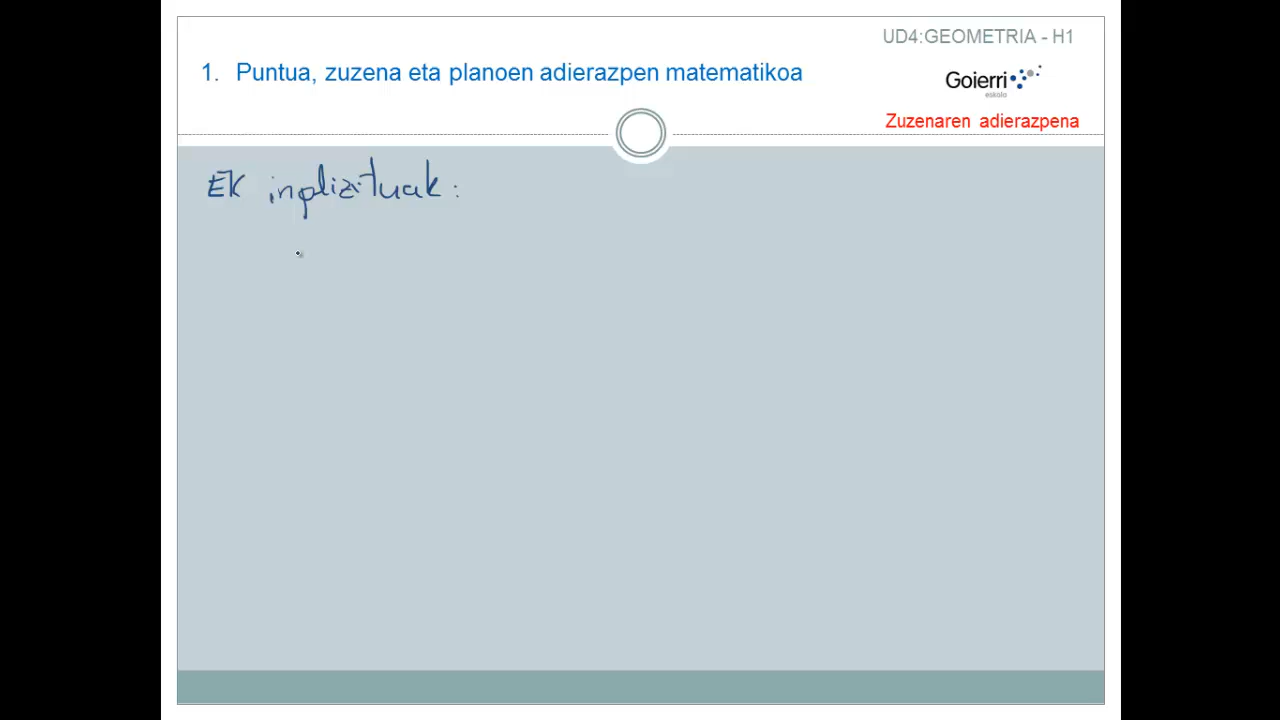 UD4:GEOMETRIA - H1
1. Puntua, zuzena eta planoen adierazpen matematikoa
Goierri
eskola
Zuzenaren adierazpena
EK inplizituak: